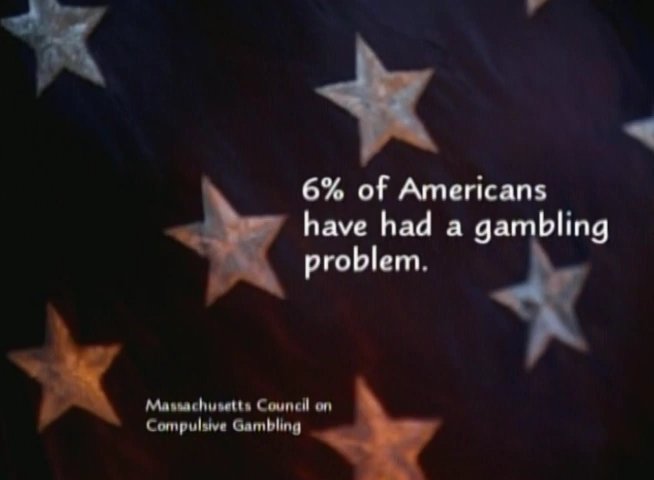 6% of Americans
have had a gambling
problem.
Massachusetts Council on
Compulsive Gambling